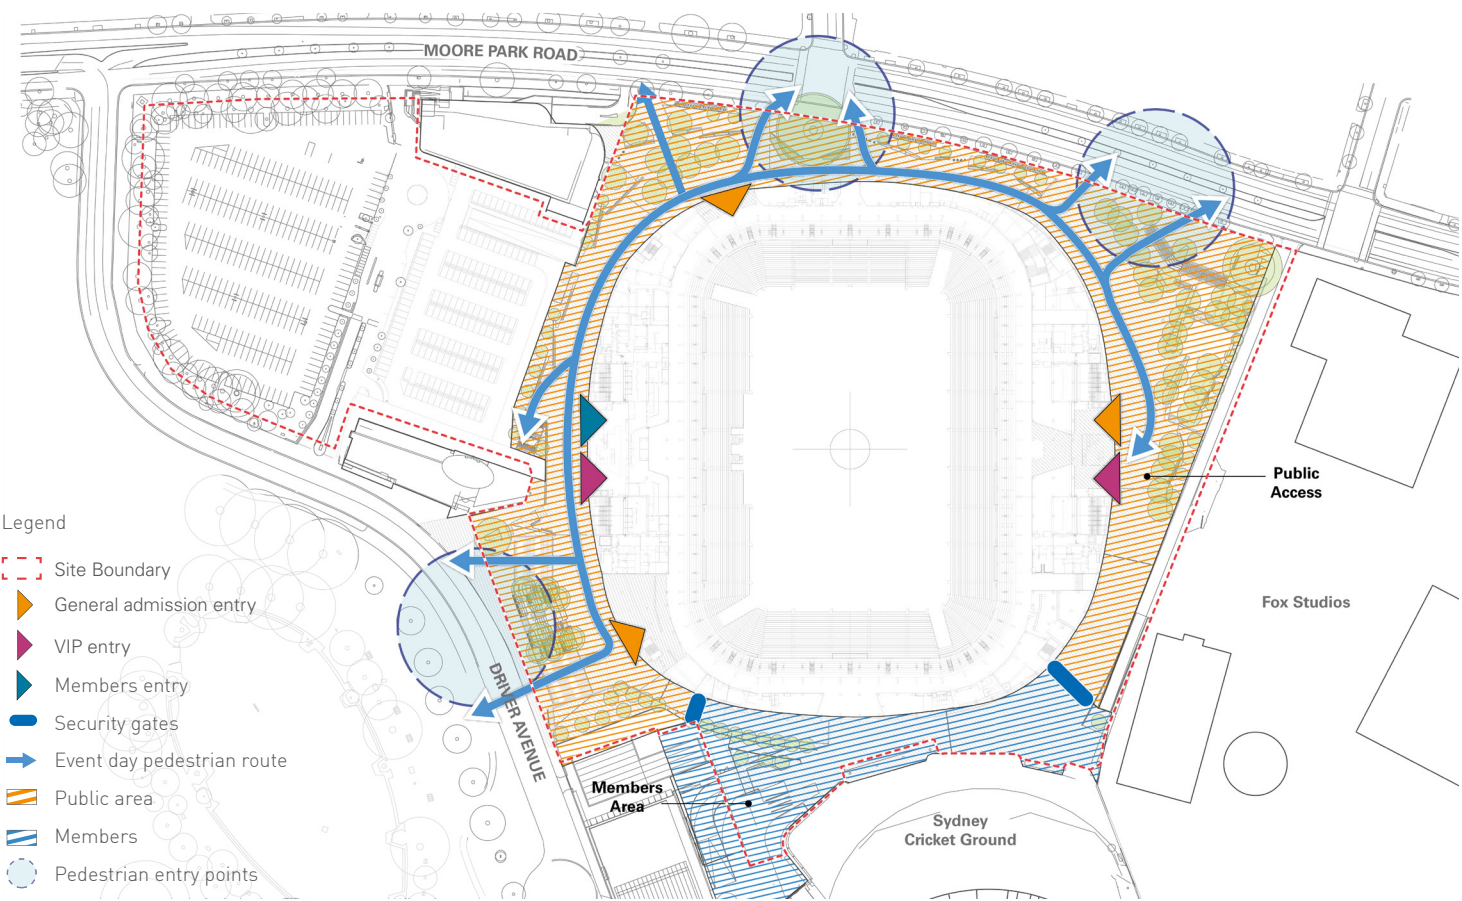 MOORE PARK ROAD
Public
Access
Legend
Site Boundary
General admission entry
VIP entry
Members entry
Security gates
Event day pedestrian route
Public area
Members
Pedestrian entry points
Fox Studios
DRIVER AVENUE
Members
Area
Sydney
Cricket Ground